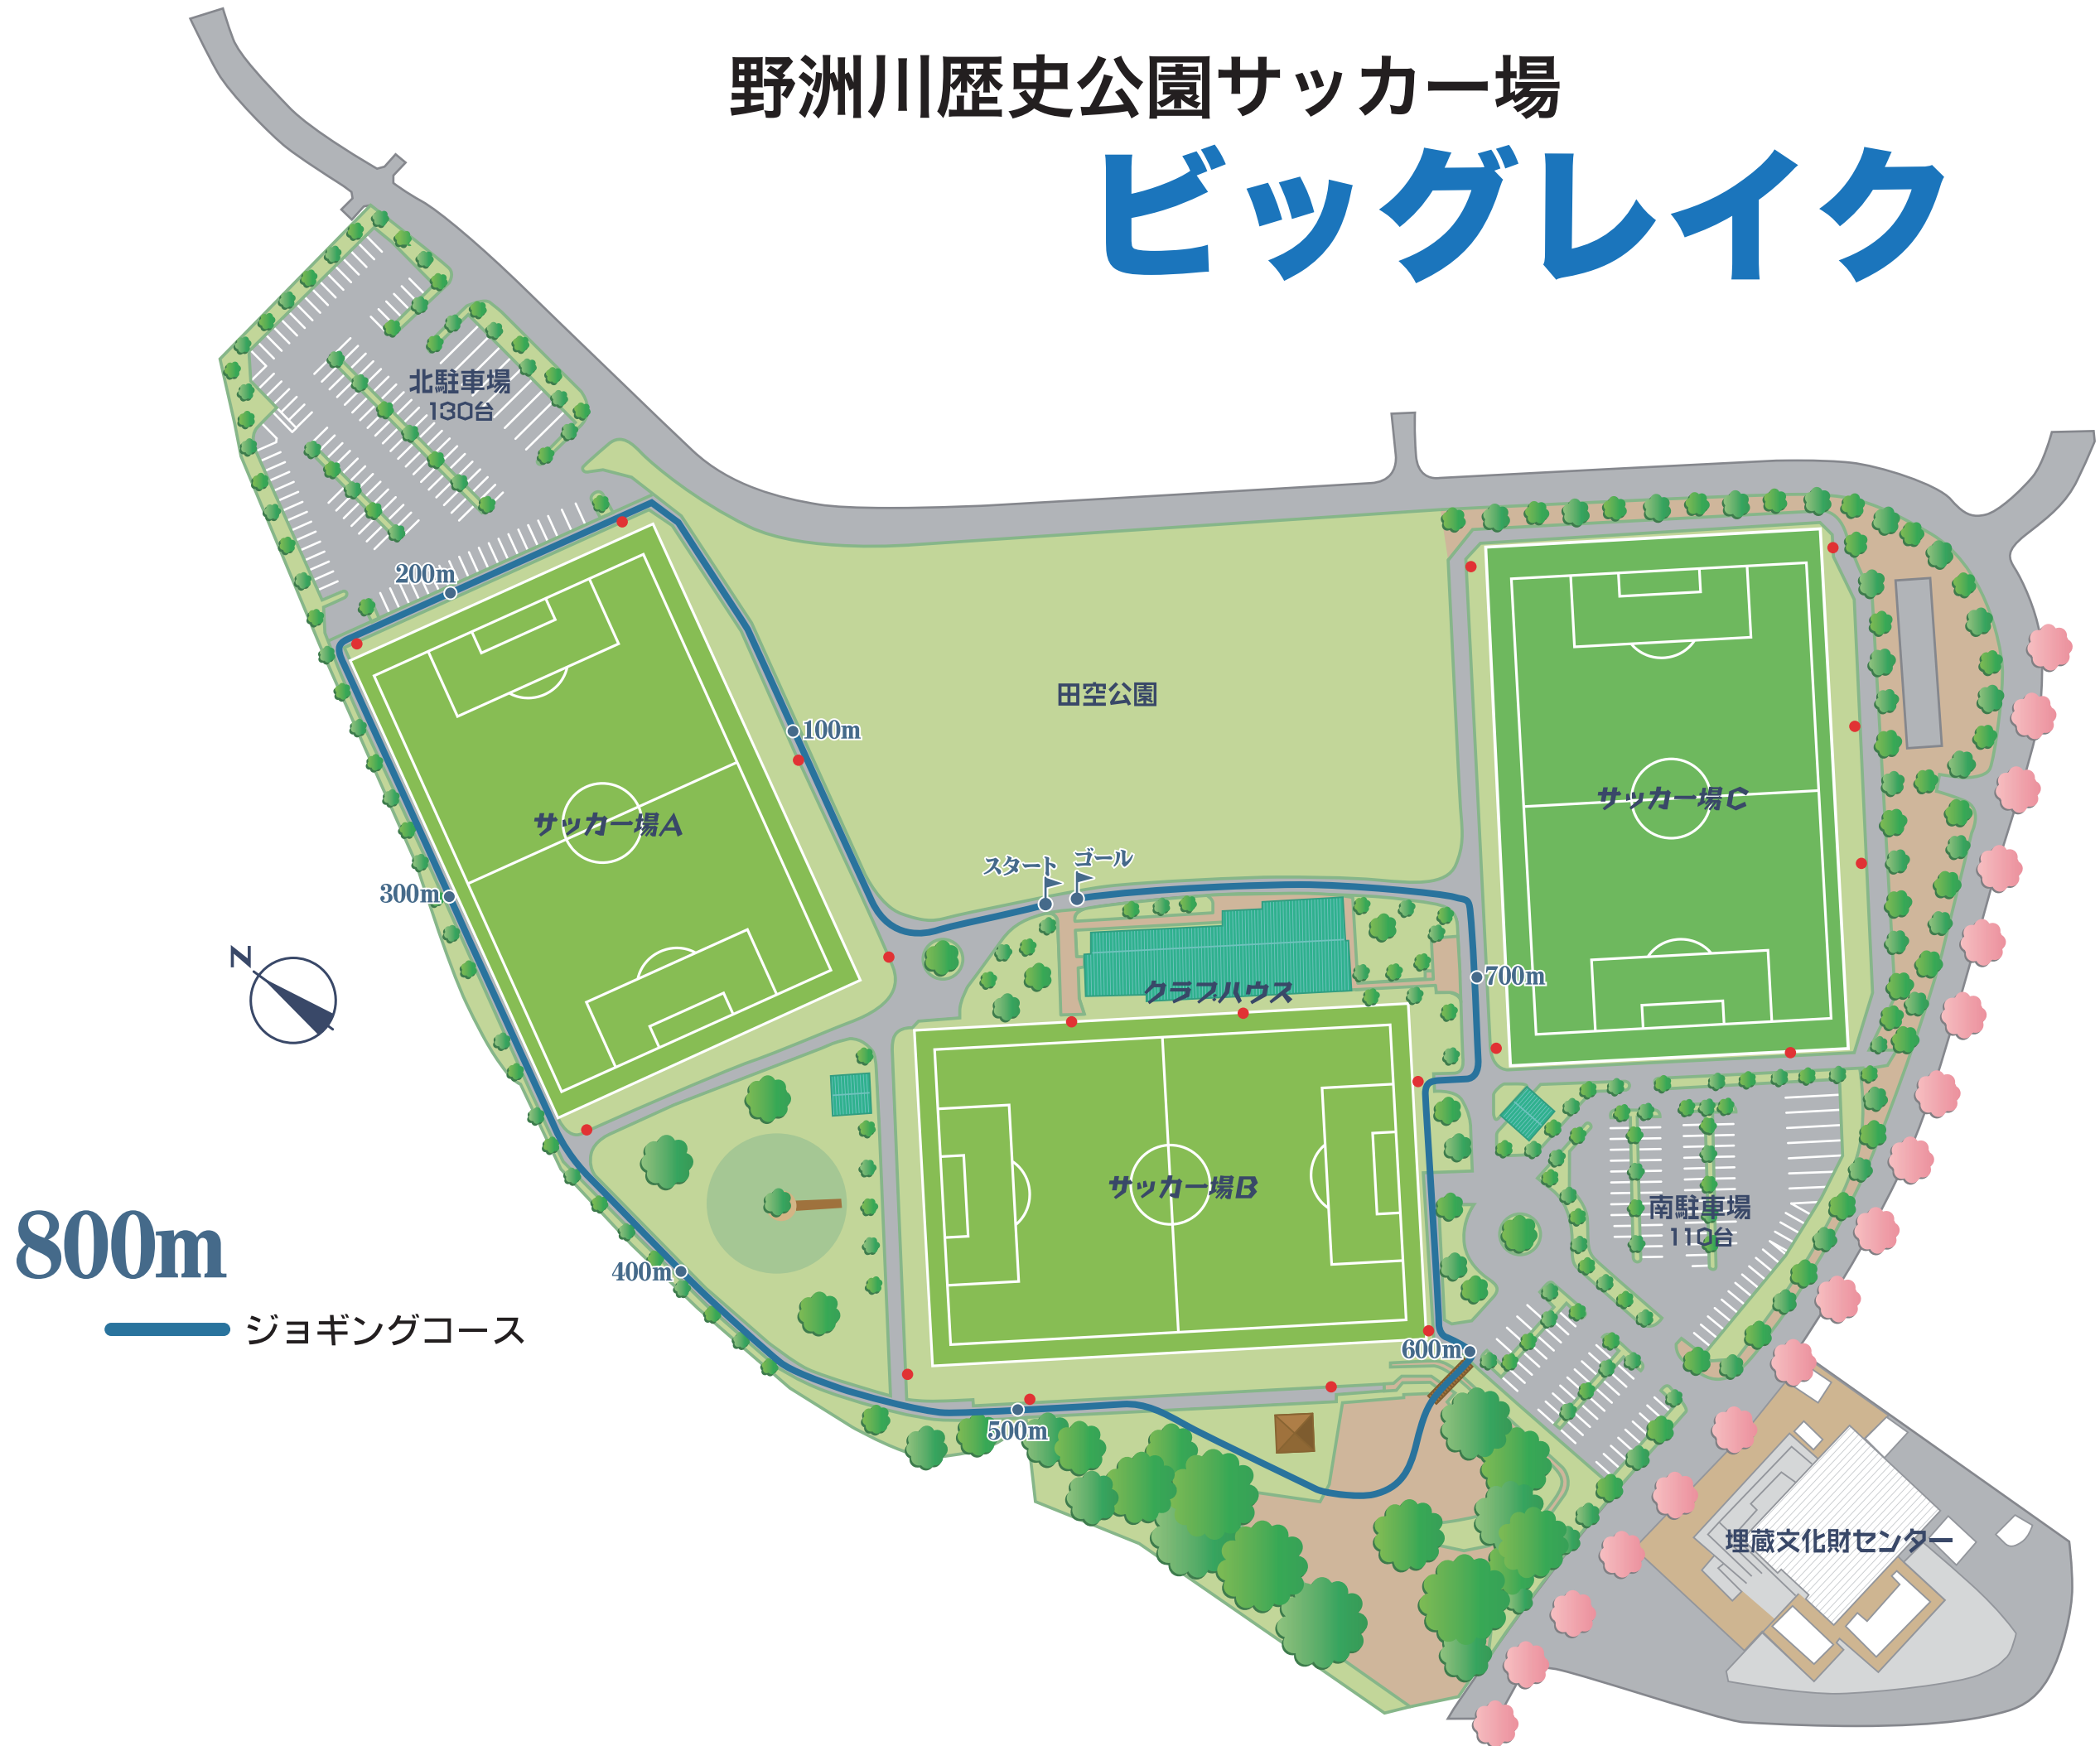 野洲川歴史公園サッカー場
ビッグレイク
北駐車場
130台
200m
田空公園
100m
サッカー場C
サッカー場A
スタート
ゴール
300m
N
700m
クラブハウス
サッカー場B
南駐車場
110台
800m
400m
ジョギングコース
600m
500m
埋蔵文化財センター